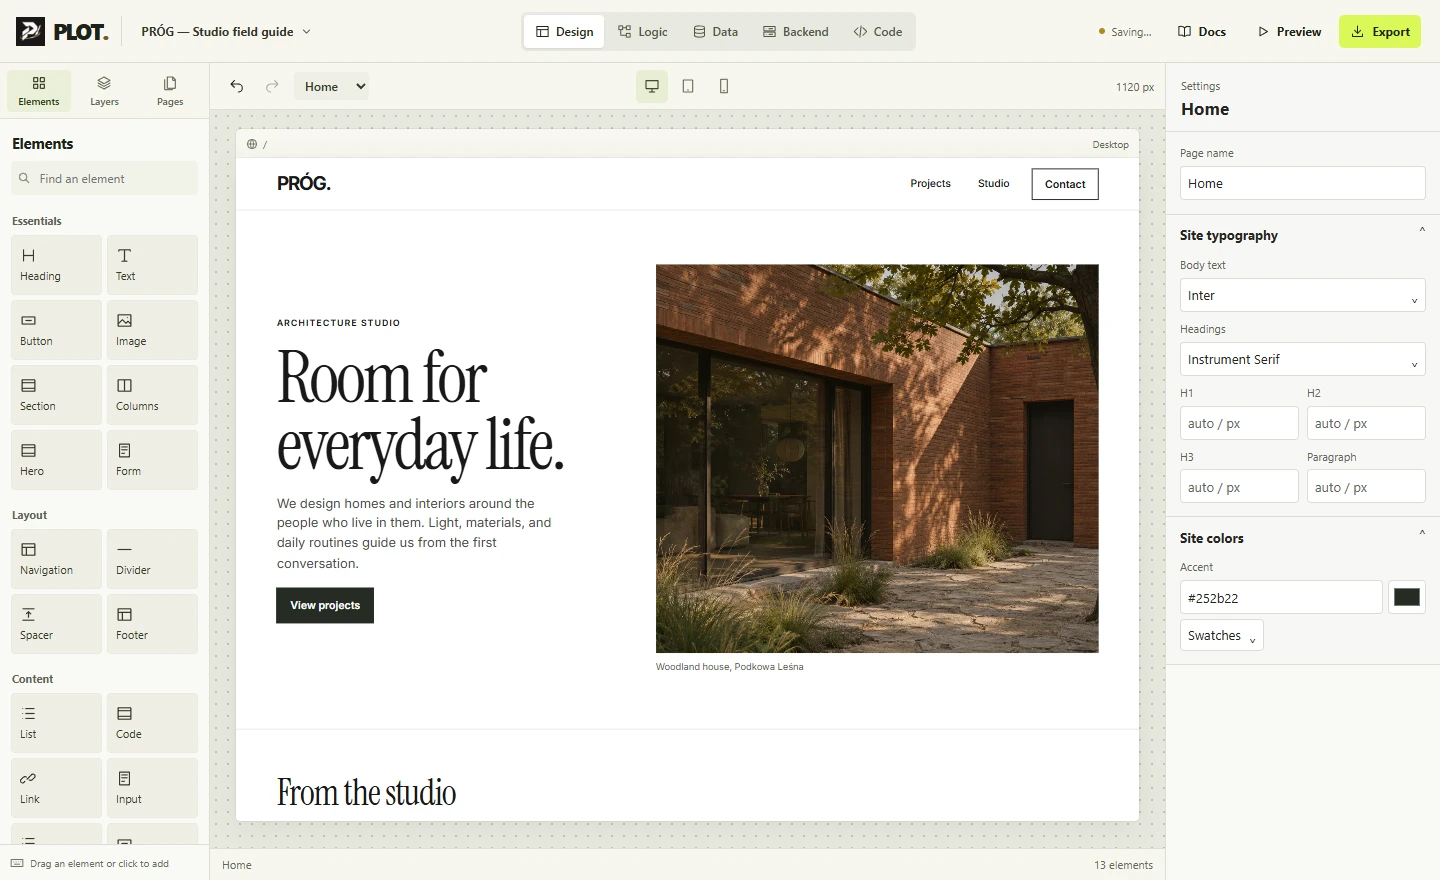 PLOT.
PRÓG — Studio field guide
Design
Logic
Data
Backend
Code
Saving...
Docs
Preview
Export
Elements
Layers
Pages
Home
1120 px
Elements
Find an element
Essentials
Heading
Text
Button
Image
Section
Columns
Hero
Form
Layout
Navigation
Divider
Spacer
Footer
Content
List
Code
Link
Input
Drag an element or click to add
/
Desktop
PRÓG.
Projects
Studio
Contact
ARCHITECTURE STUDIO
Room for
everyday life.
We design homes and interiors around the
people who live in them. Light, materials, and
daily routines guide us from the first
conversation.
View projects
Woodland house, Podkowa Leśna
From the studio
Home
13 elements
Settings
Home
Page name
Home
Site typography
Body text
Inter
Headings
Instrument Serif
H1
H2
auto / px
auto / px
H3
Paragraph
auto / px
auto / px
Site colors
Accent
#252b22
Swatches